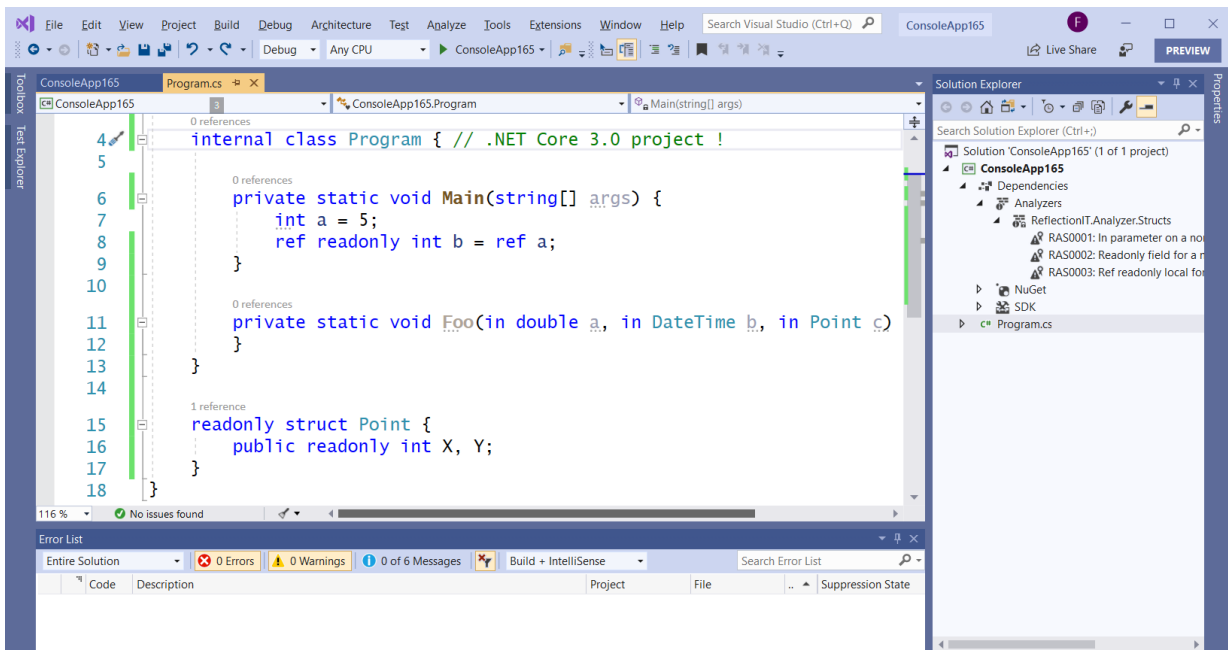 File Edit View Project Build Debug Architecture Test Analyze Tools Extensions Window Help Search Visual Studio (Ctrl+Q) ConsoleApp165 F
Debug Any CPU ConsoleApp165 Live Share PREVIEW
Toolbox
Test Explorer
ConsoleApp165 Program.cs
C# ConsoleApp165 3 ConsoleApp165.Program Main(string[] args)
0 references
4 internal class Program { // .NET Core 3.0 project !
5
0 references
6 private static void Main(string[] args) {
7 int a = 5;
8 ref readonly int b = ref a;
9 }
10
0 references
11 private static void Foo(in double a, in DateTime b, in Point c)
12 }
13 }
14
1 reference
15 readonly struct Point {
16 public readonly int X, Y;
17 }
18 }
116 % No issues found
Error List
Entire Solution 0 Errors 0 Warnings 0 of 6 Messages Build + IntelliSense Search Error List
Code Description Project File .. Suppression State
Solution Explorer
Search Solution Explorer (Ctrl+;)
Solution 'ConsoleApp165' (1 of 1 project)
C# ConsoleApp165
Dependencies
Analyzers
ReflectionIT.Analyzer.Structs
RAS0001: In parameter on a no
RAS0002: Readonly field for a
RAS0003: Ref readonly local for
NuGet
SDK
C# Program.cs
Properties